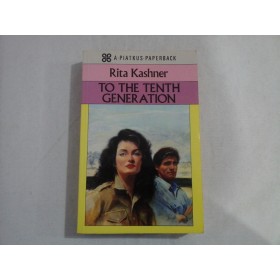 A PIATKUS PAPERBACK
Rita Kashner
TO THE TENTH
GENERATION